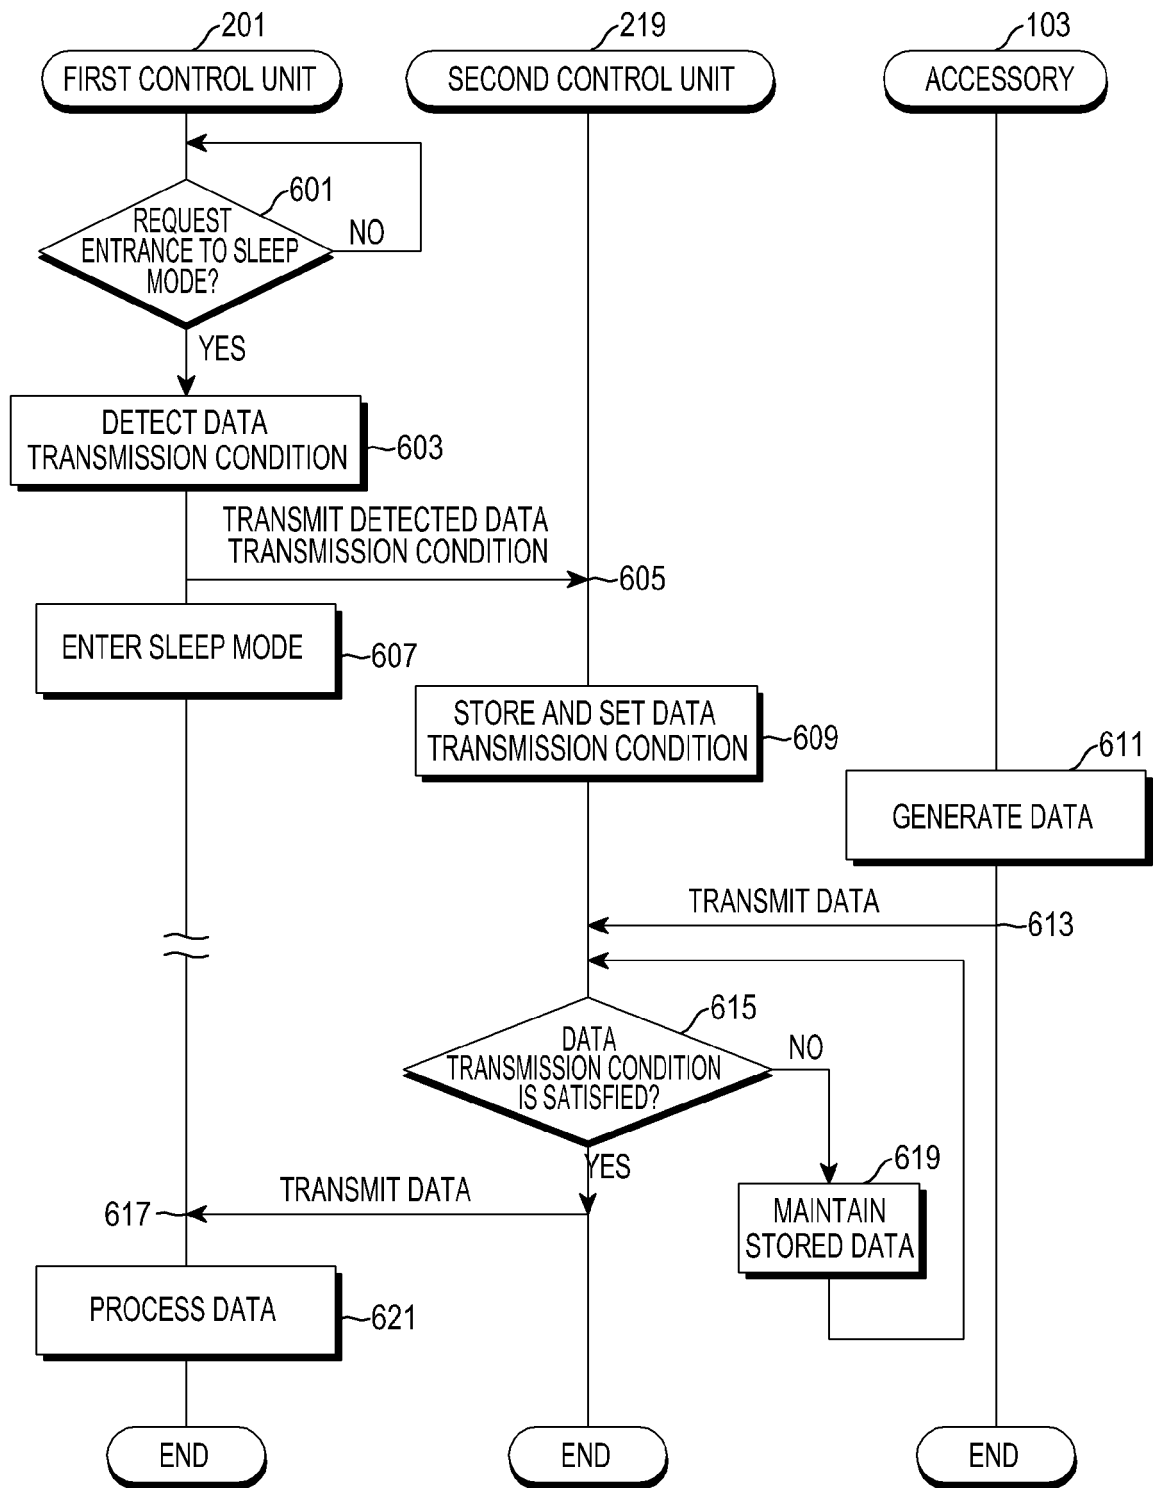 201
219
103
FIRST CONTROL UNIT
SECOND CONTROL UNIT
ACCESSORY
601
REQUEST
ENTRANCE TO SLEEP
MODE?
NO
YES
DETECT DATA
TRANSMISSION CONDITION
603
TRANSMIT DETECTED DATA
TRANSMISSION CONDITION
605
ENTER SLEEP MODE
607
STORE AND SET DATA
TRANSMISSION CONDITION
609
611
GENERATE DATA
TRANSMIT DATA
613
615
DATA
TRANSMISSION CONDITION
IS SATISFIED?
NO
YES
619
MAINTAIN
STORED DATA
TRANSMIT DATA
617
PROCESS DATA
621
END
END
END